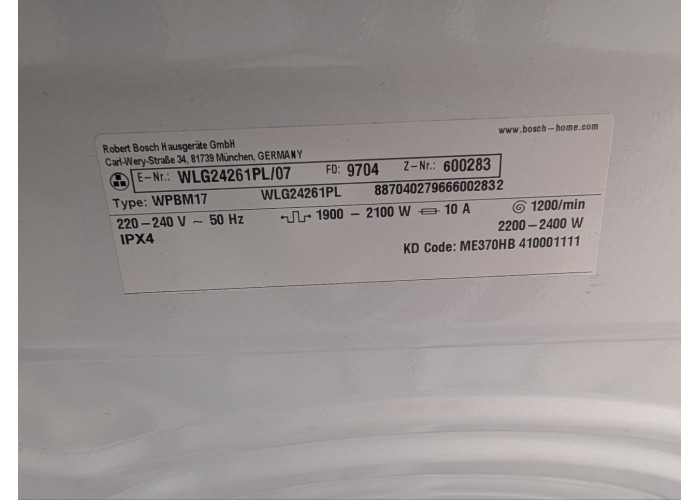 www.bosch-home.com
Robert Bosch Hausgeräte GmbH
Carl-Wery-Straße 34, 81739 München, GERMANY
E-Nr.: WLG24261PL/07 FD: 9704 Z-Nr.: 600283
Type: WPBM17 WLG24261PL 887040279666002832
220-240 V ~ 50 Hz 1900 - 2100 W 10 A 1200/min
IPX4 2200-2400 W
KD Code: ME370HB 410001111